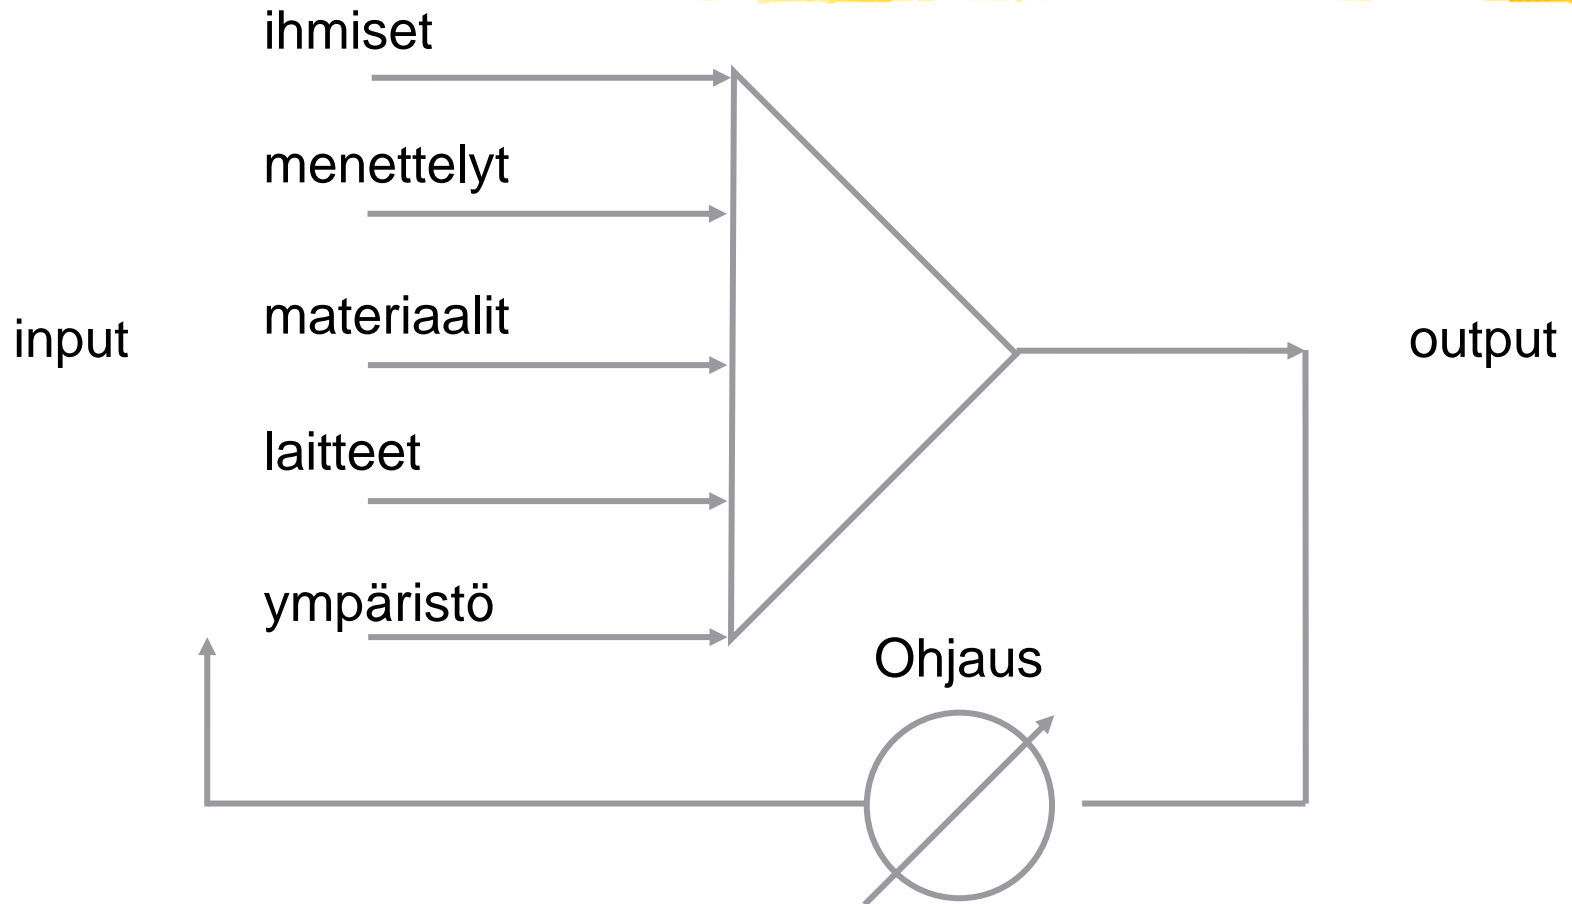 ihmiset
menettelyt
materiaalit
input
output
laitteet
ympäristö
Ohjaus